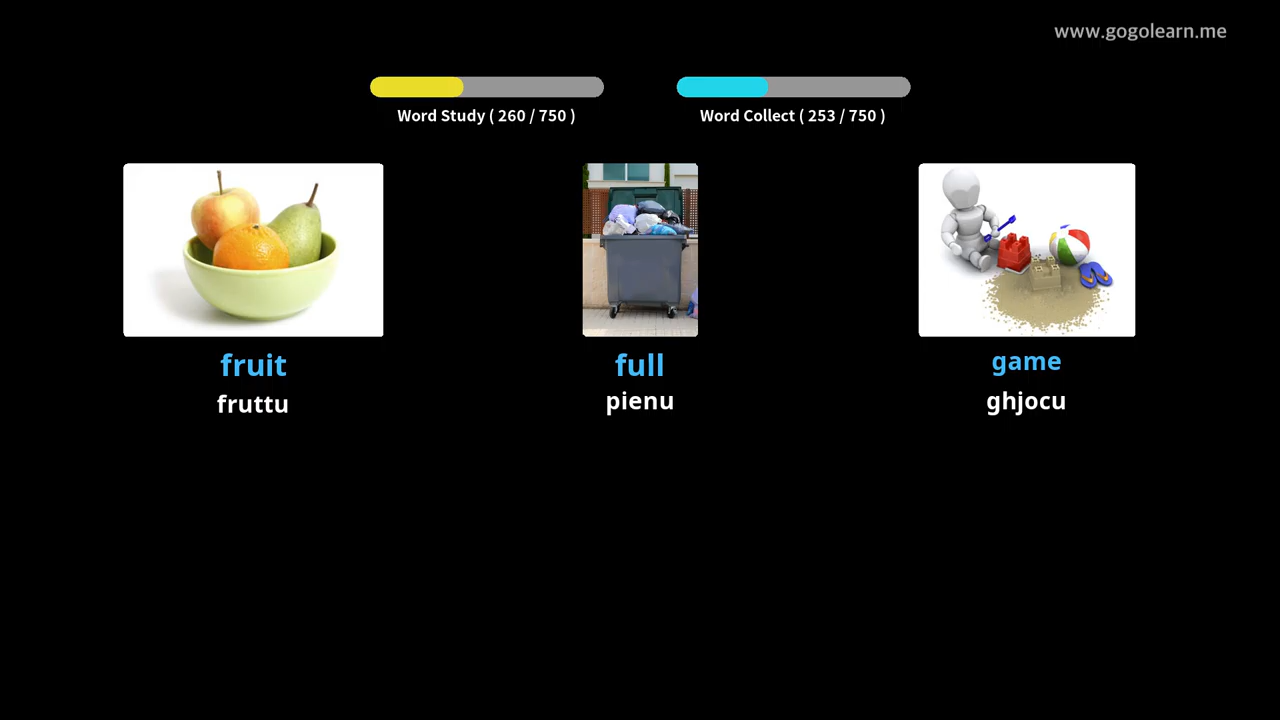 www.gogolearn.me
Word Study ( 260 / 750 )
Word Collect ( 253 / 750 )
fruit
fruttu
full
pienu
game
ghjocu